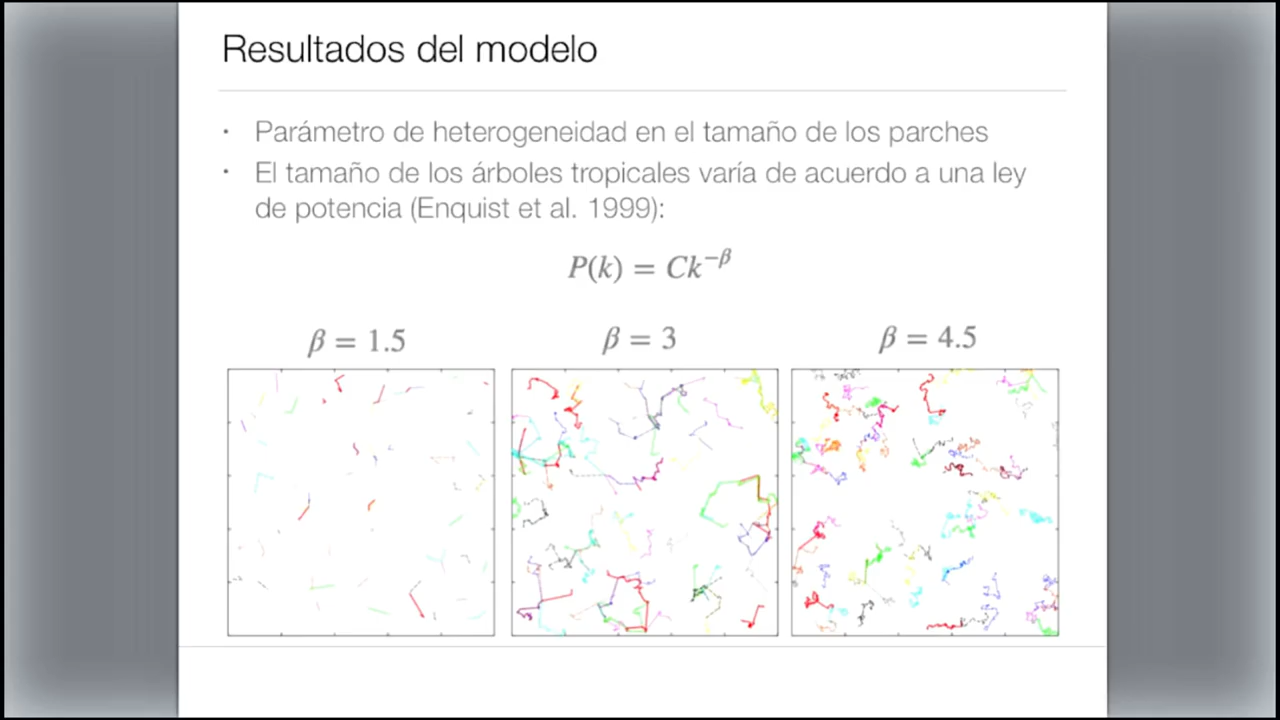 Resultados del modelo
· Parámetro de heterogeneidad en el tamaño de los parches
· El tamaño de los árboles tropicales varía de acuerdo a una ley
de potencia (Enquist et al. 1999):
P(k) = Ck^{−β}
β = 1.5 β = 3 β = 4.5